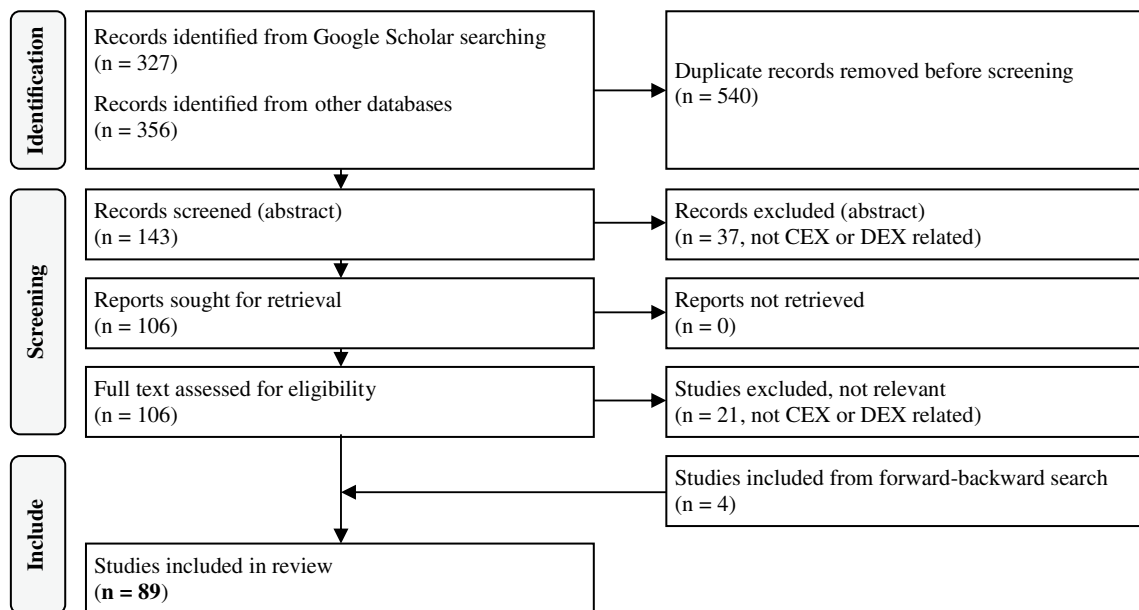 Identification
Records identified from Google Scholar searching
(n = 327)
Records identified from other databases
(n = 356)
Duplicate records removed before screening
(n = 540)
Screening
Records screened (abstract)
(n = 143)
Records excluded (abstract)
(n = 37, not CEX or DEX related)
Reports sought for retrieval
(n = 106)
Reports not retrieved
(n = 0)
Full text assessed for eligibility
(n = 106)
Studies excluded, not relevant
(n = 21, not CEX or DEX related)
Include
Studies included from forward-backward search
(n = 4)
Studies included in review
(n = 89)